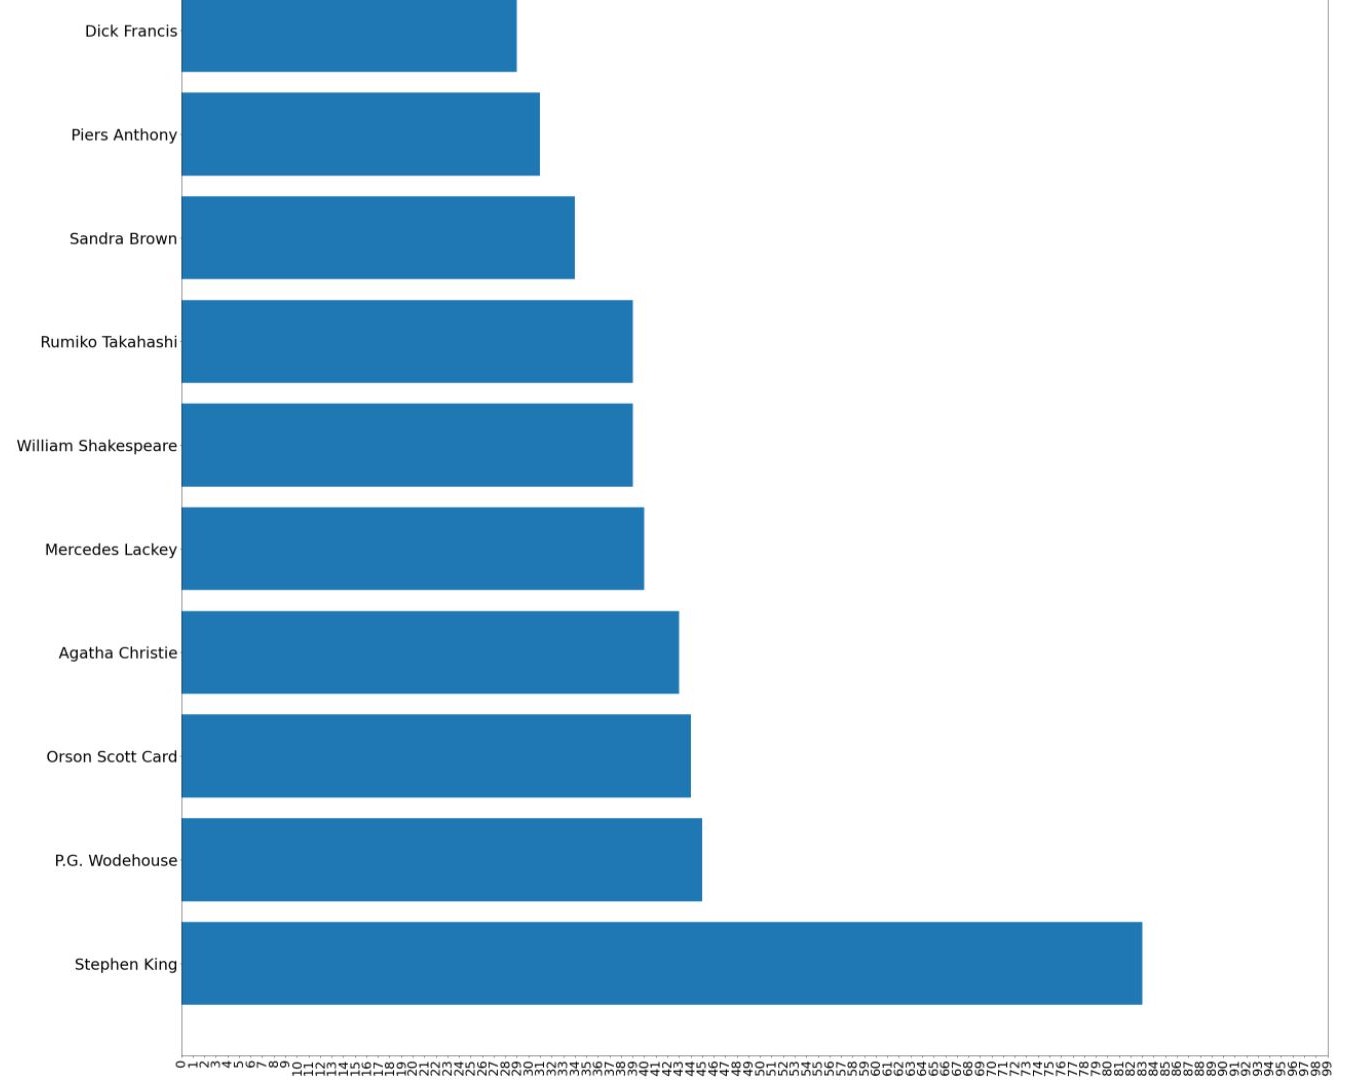 Dick Francis
Piers Anthony
Sandra Brown
Rumiko Takahashi
William Shakespeare
Mercedes Lackey
Agatha Christie
Orson Scott Card
P.G. Wodehouse
Stephen King
0 1 2 3 4 5 6 7 8 9 10 11 12 13 14 15 16 17 18 19 20 21 22 23 24 25 26 27 28 29 30 31 32 33 34 35 36 37 38 39 40 41 42 43 44 45 46 47 48 49 50 51 52 53 54 55 56 57 58 59 60 61 62 63 64 65 66 67 68 69 70 71 72 73 74 75 76 77 78 79 80 81 82 83 84 85 86 87 88 89 90 91 92 93 94 95 96 97 98 99